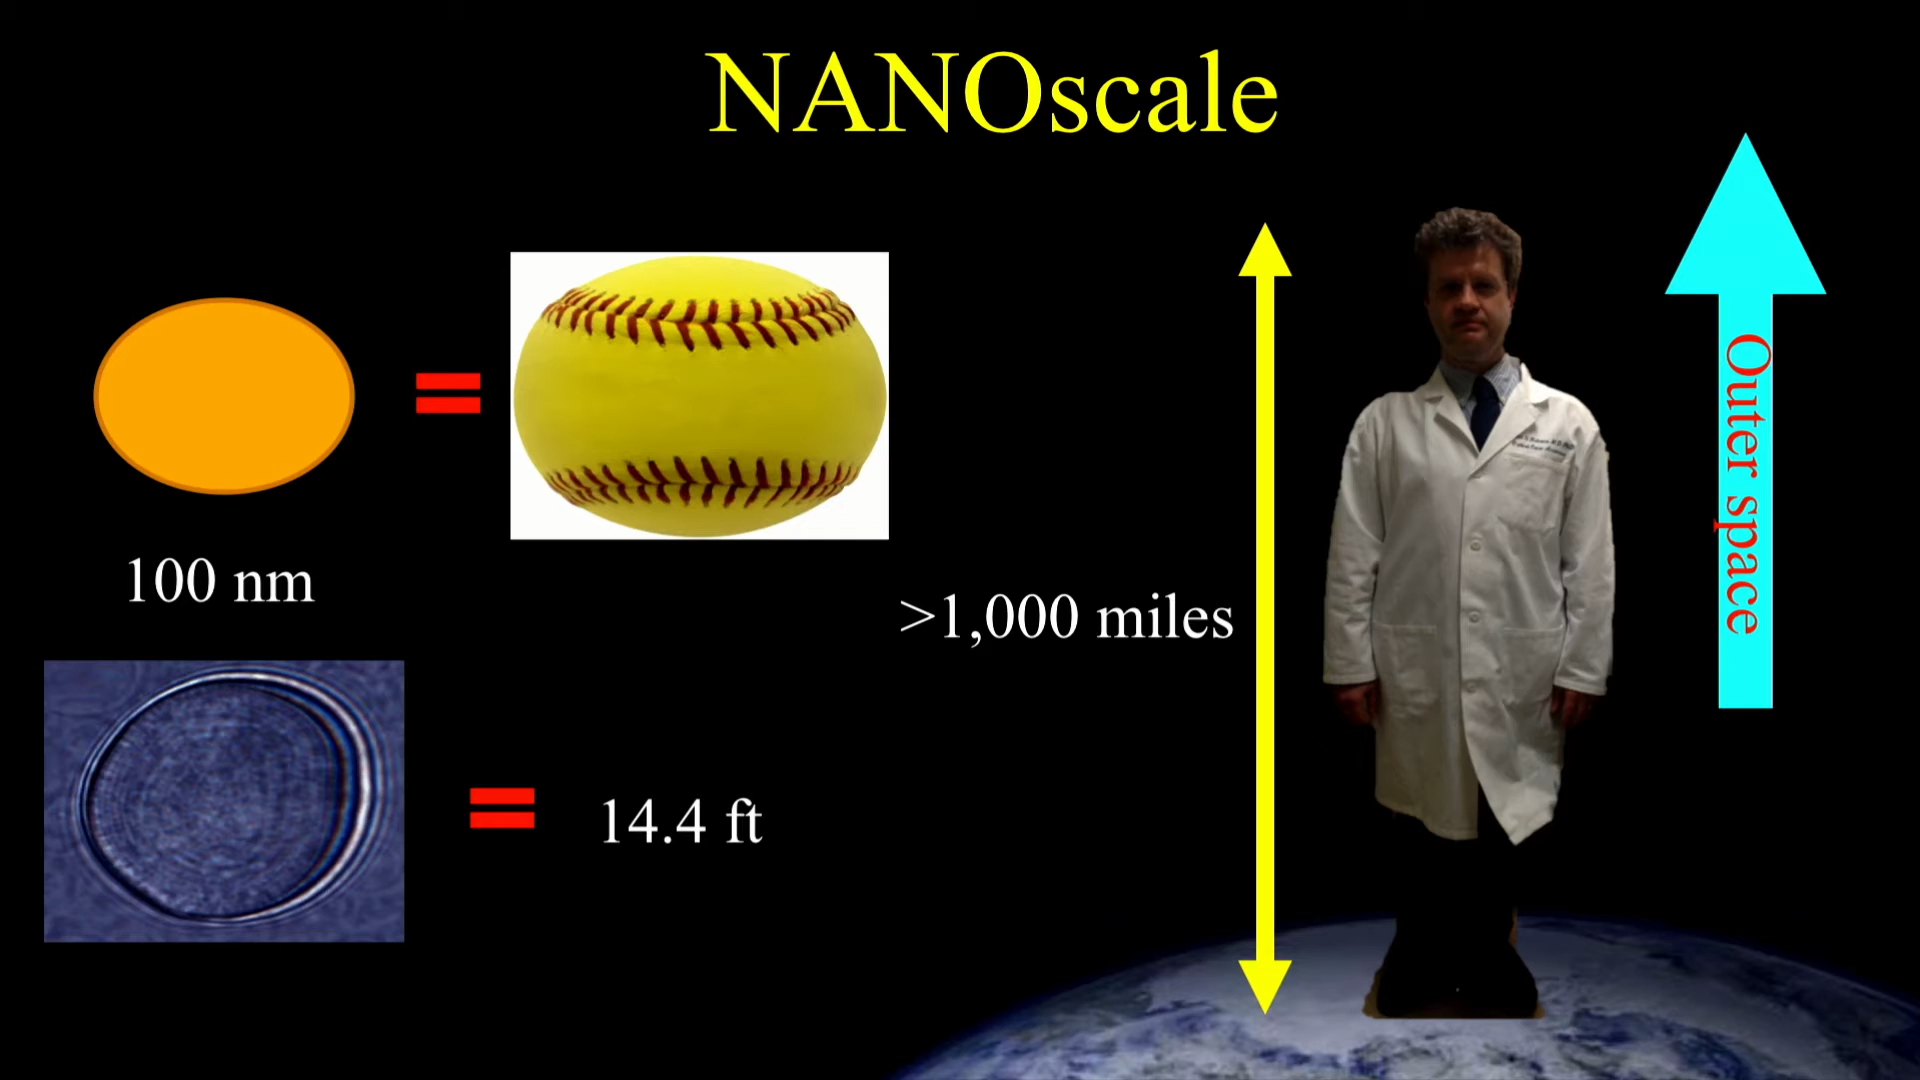 NANOscale
100 nm
>1,000 miles
14.4 ft
Outer space